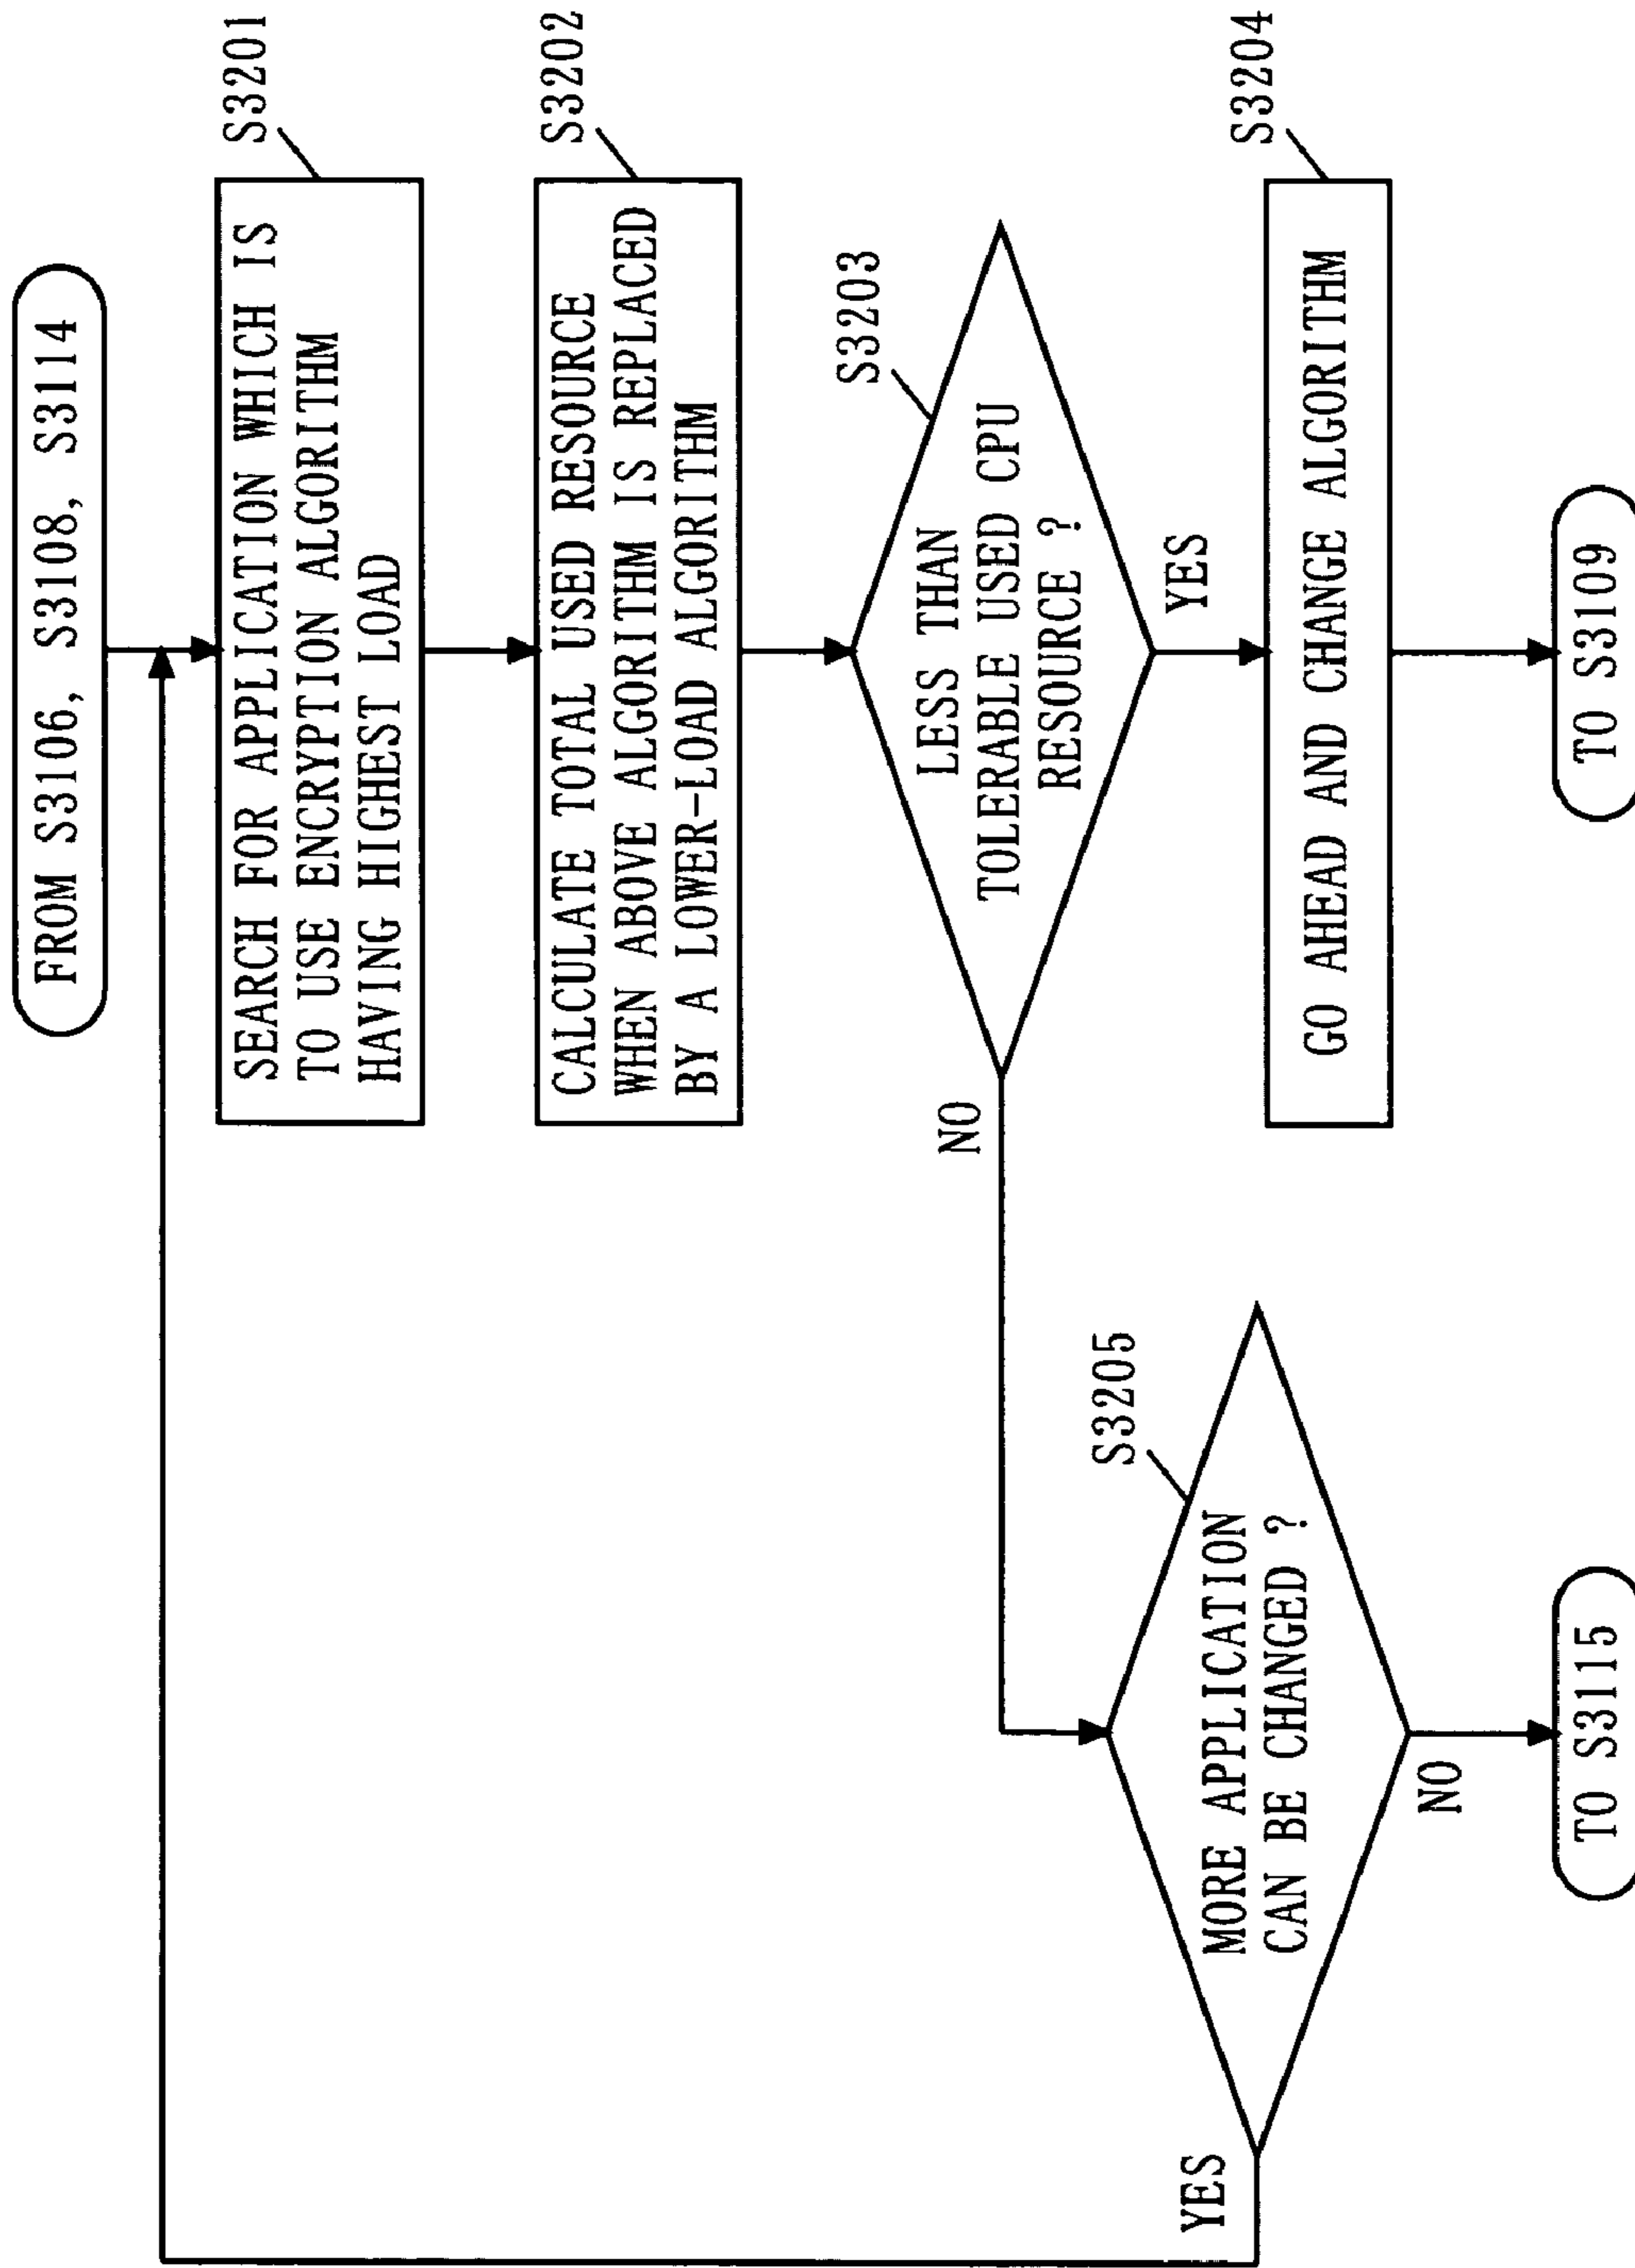 FROM S3106, S3108, S3114
S3201
SEARCH FOR APPLICATION WHICH IS
TO USE ENCRYPTION ALGORITHM
HAVING HIGHEST LOAD
S3202
CALCULATE TOTAL USED RESOURCE
WHEN ABOVE ALGORITHM IS REPLACED
BY A LOWER-LOAD ALGORITHM
S3203
LESS THAN
TOLERABLE USED CPU
RESOURCE ?
NO
YES
S3204
GO AHEAD AND CHANGE ALGORITHM
TO S3109
S3205
MORE APPLICATION
CAN BE CHANGED ?
YES
NO
TO S3115